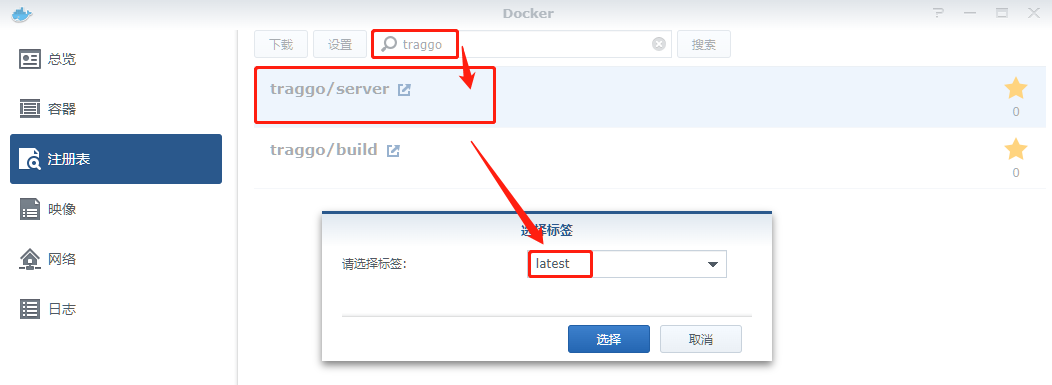 Docker
总览
容器
注册表
映像
网络
日志
下载 设置 traggo 搜索
traggo/server
0
traggo/build
0
选择标签
请选择标签: latest
选择 取消